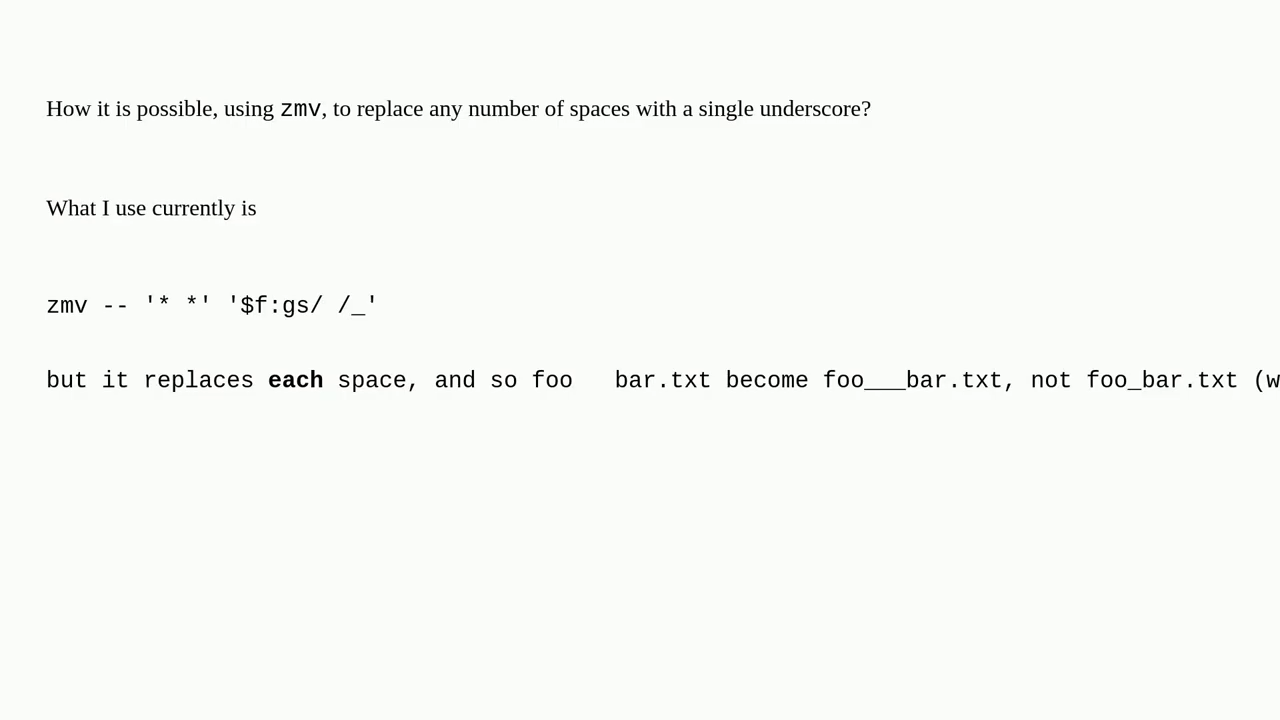 How it is possible, using zmv, to replace any number of spaces with a single underscore?
What I use currently is
zmv -- '* *' '$f:gs/ /_'
but it replaces each space, and so foo   bar.txt become foo___bar.txt, not foo_bar.txt (w